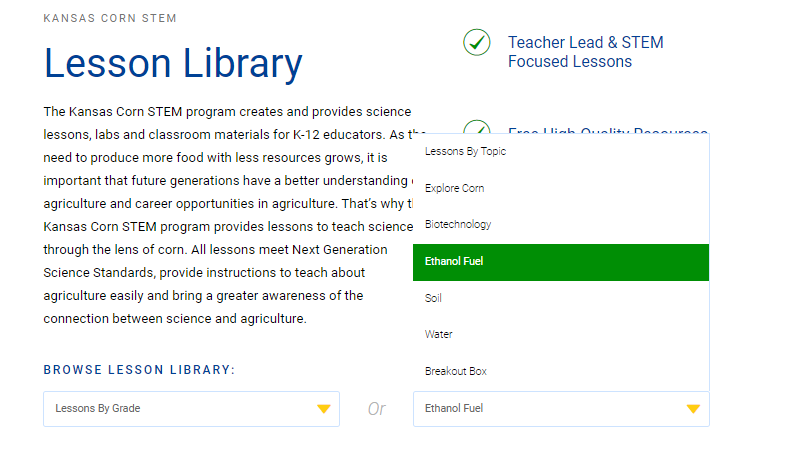 KANSAS CORN STEM
Lesson Library
The Kansas Corn STEM program creates and provides science
lessons, labs and classroom materials for K-12 educators. As the
need to produce more food with less resources grows, it is
important that future generations have a better understanding
agriculture and career opportunities in agriculture. That's why
Kansas Corn STEM program provides lessons to teach science
through the lens of corn. All lessons meet Next Generation
Science Standards, provide instructions to teach about
agriculture easily and bring a greater awareness of the
connection between science and agriculture.
Teacher Lead & STEM
Focused Lessons
Free High Quality Resources
Lessons By Topic
Explore Corn
Biotechnology
Ethanol Fuel
Soil
Water
Breakout Box
BROWSE LESSON LIBRARY:
Lessons By Grade
Or
Ethanol Fuel